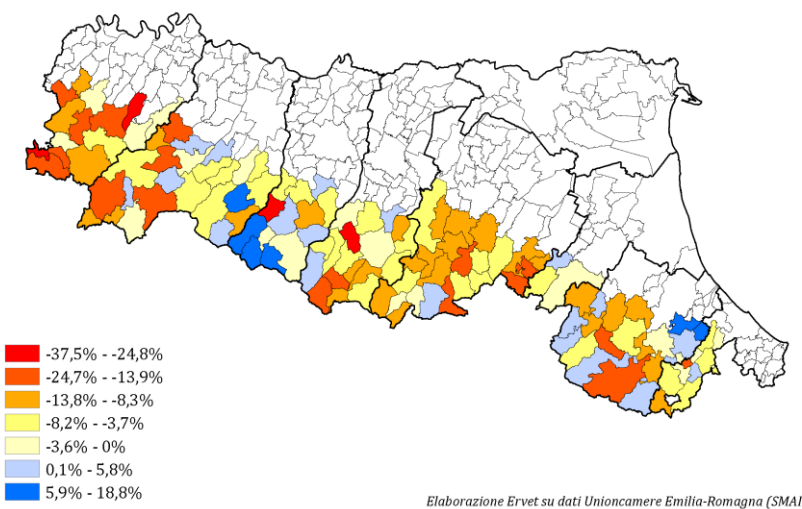 -37,5% - -24,8%
-24,7% - -13,9%
-13,8% - -8,3%
-8,2% - -3,7%
-3,6% - 0%
0,1% - 5,8%
5,9% - 18,8%
Elaborazione Ervet su dati Unioncamere Emilia-Romagna (SMAI